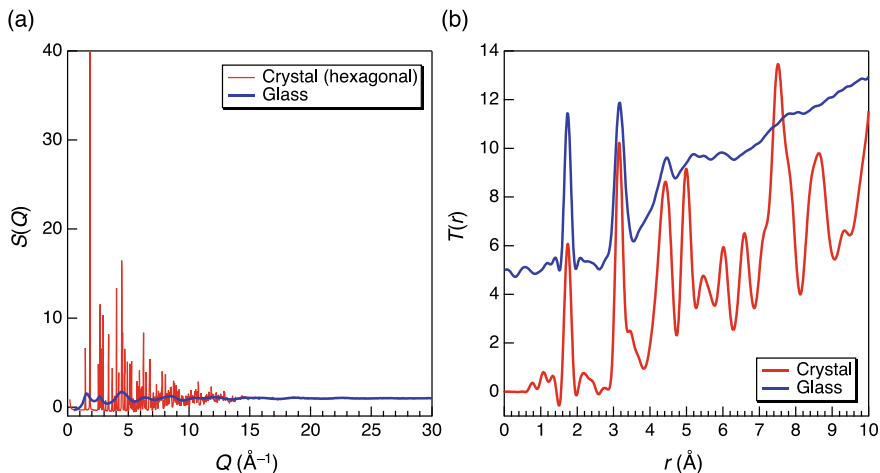 (a)
40
30
20
10
0
S(Q)
Crystal (hexagonal)
Glass
0 5 10 15 20 25 30
Q (Å⁻¹)
(b)
14
12
10
8
6
4
2
0
T(r)
Crystal
Glass
0 1 2 3 4 5 6 7 8 9 10
r (Å)